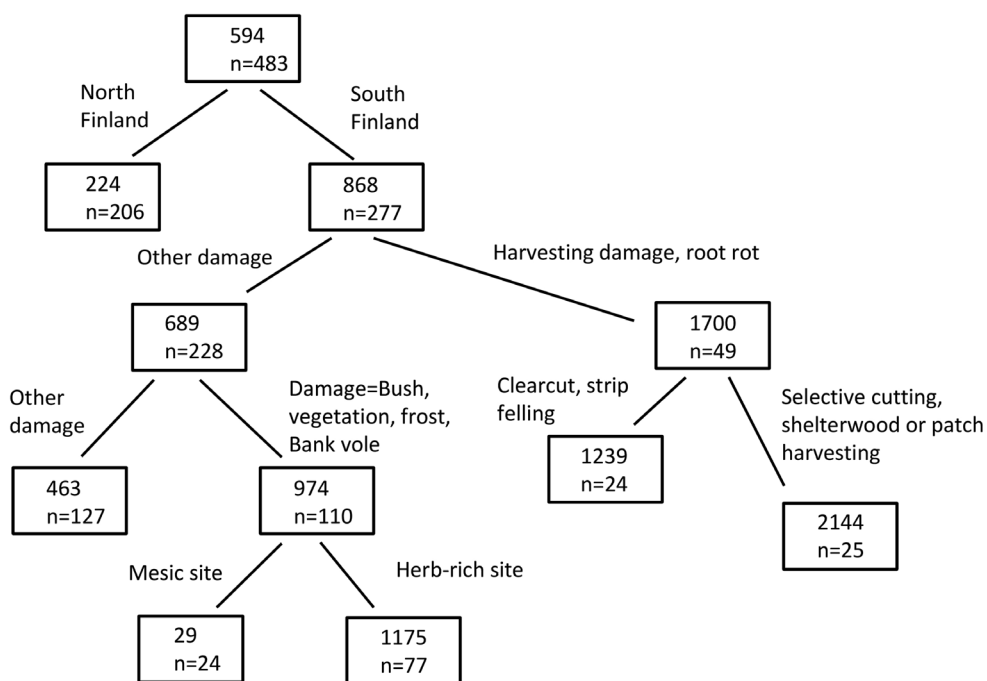 594
n=483
North
Finland
South
Finland
224
n=206
868
n=277
Other damage
Harvesting damage, root rot
689
n=228
1700
n=49
Other
damage
Damage=Bush,
vegetation, frost,
Bank vole
Clearcut, strip
felling
Selective cutting,
shelterwood or patch
harvesting
463
n=127
974
n=110
1239
n=24
2144
n=25
Mesic site
Herb-rich site
29
n=24
1175
n=77